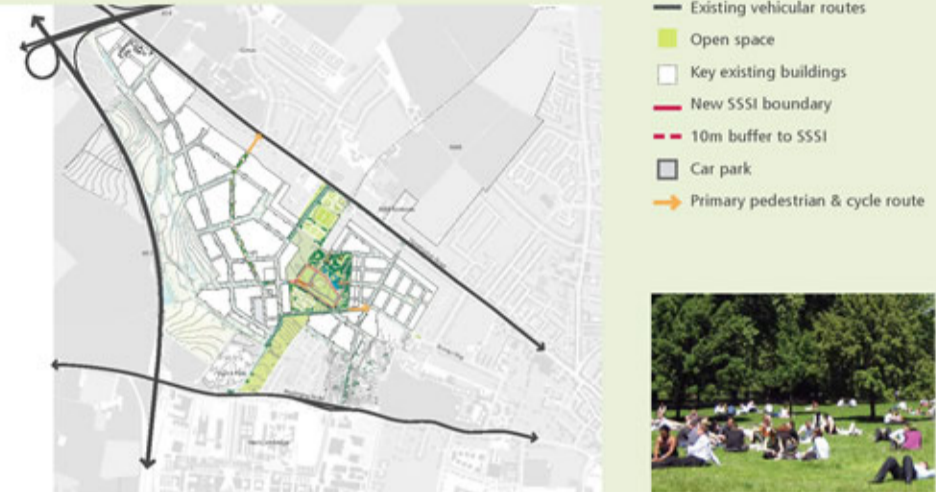 Existing vehicular routes
Open space
Key existing buildings
New SSSI boundary
10m buffer to SSSI
Car park
Primary pedestrian & cycle route